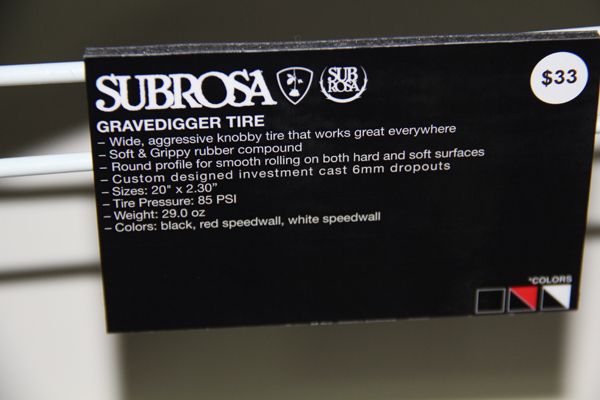 SUBROSA SUB ROSA $33
GRAVEDIGGER TIRE
– Wide, aggressive knobby tire that works great everywhere
– Soft & Grippy rubber compound
– Round profile for smooth rolling on both hard and soft surfaces
– Custom designed investment cast 6mm dropouts
– Sizes: 20" x 2.30”
– Tire Pressure: 85 PSI
– Weight: 29.0 oz
– Colors: black, red speedwall, white speedwall
*COLORS